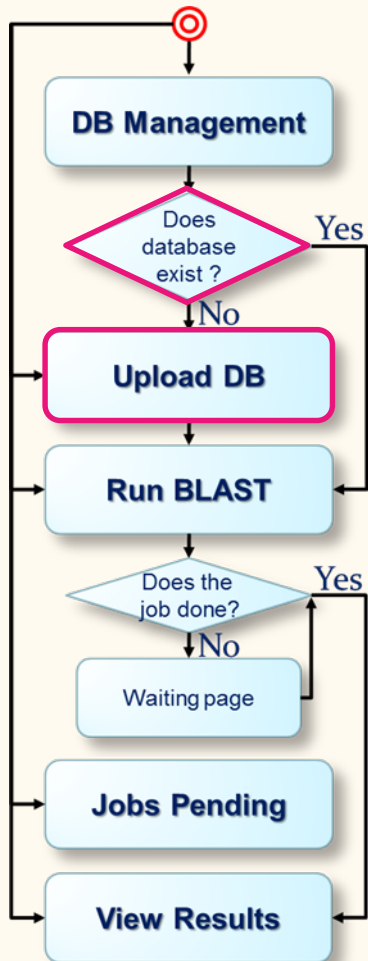 DB Management
Does
database
exist ?
Yes
No
Upload DB
Run BLAST
Does the
job done?
Yes
No
Waiting page
Jobs Pending
View Results